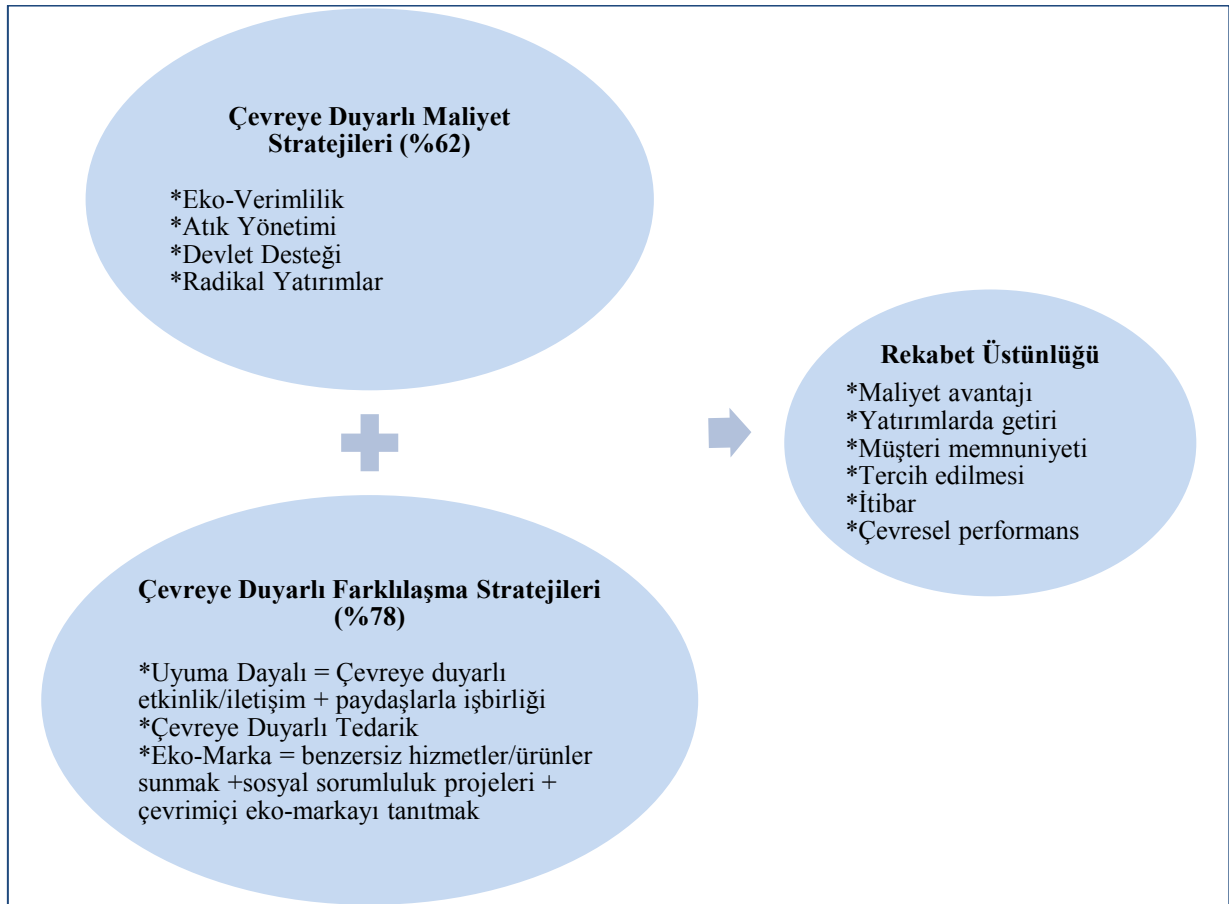 Çevreye Duyarlı Maliyet
Stratejileri (%62)
*Eko-Verimlilik
*Atık Yönetimi
*Devlet Desteği
*Radikal Yatırımlar
Çevreye Duyarlı Farklılaşma Stratejileri
(%78)
*Uyuma Dayalı = Çevreye duyarlı
etkinlik/iletişim + paydaşlarla işbirliği
*Çevreye Duyarlı Tedarik
*Eko-Marka = benzersiz hizmetler/ürünler
sunmak +sosyal sorumluluk projeleri +
çevrimiçi eko-markayı tanıtmak
Rekabet Üstünlüğü
*Maliyet avantajı
*Yatırımlarda getiri
*Müşteri memnuniyeti
*Tercih edilmesi
*İtibar
*Çevresel performans